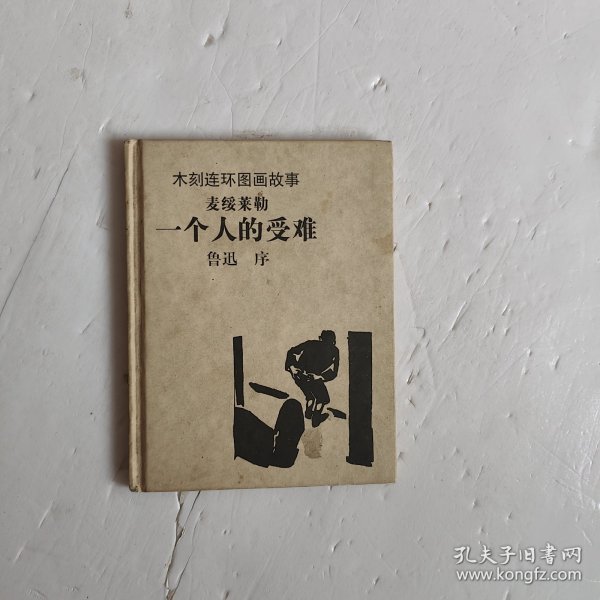 木刻连环图画故事
麦绥莱勒
一个人的受难
鲁迅 序
孔夫子旧书网
www.kongfz.com